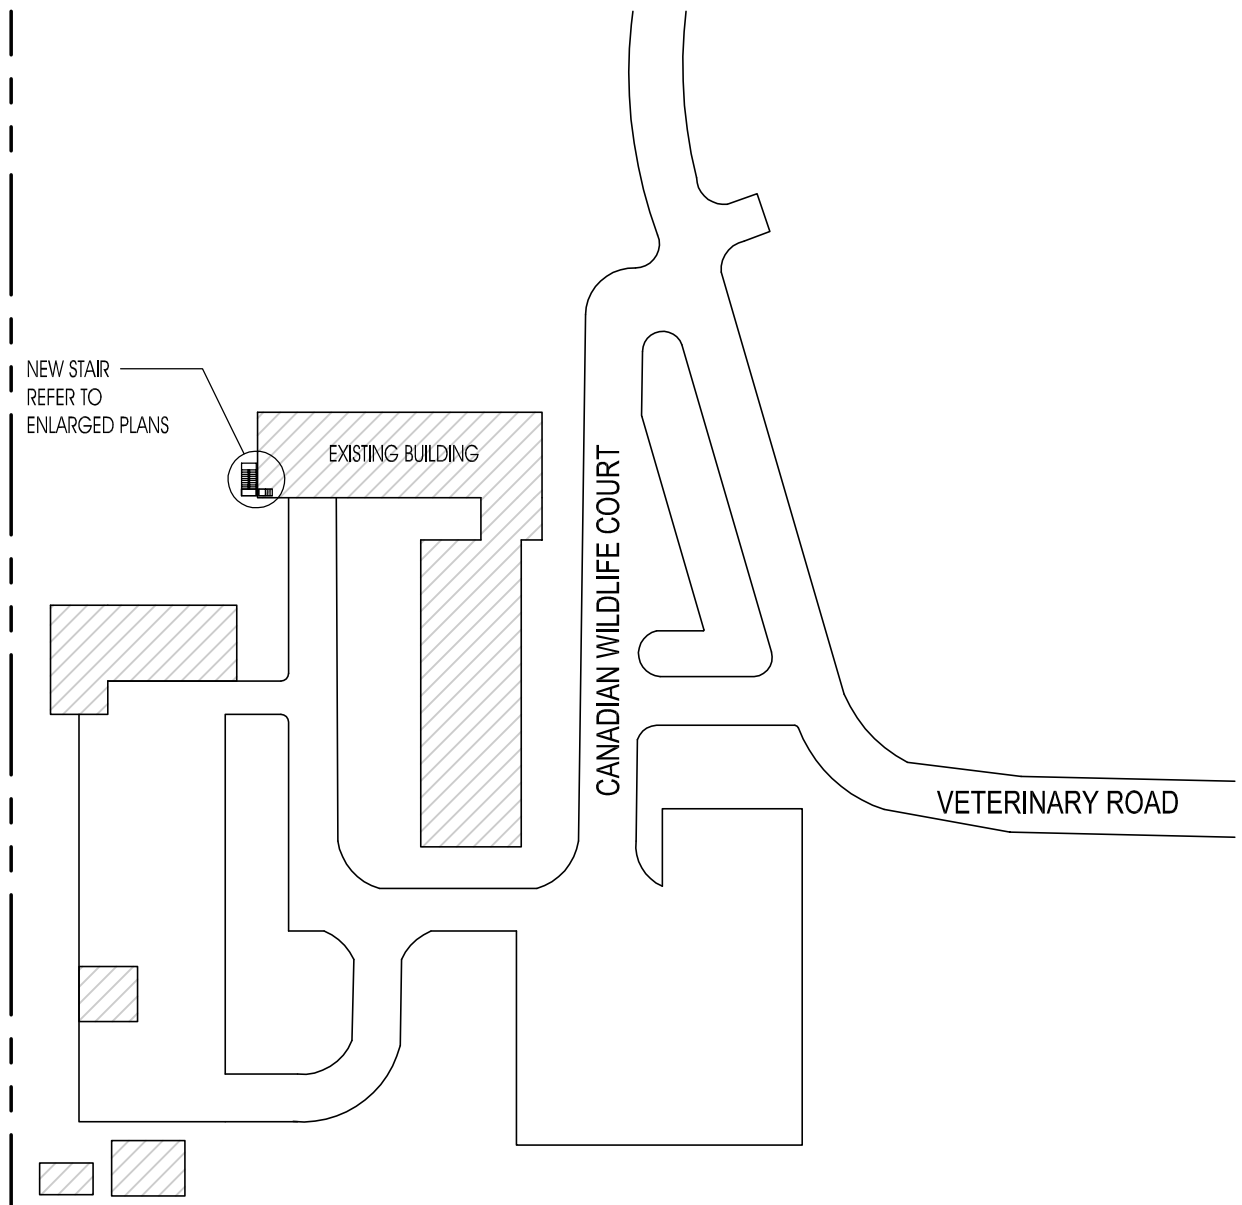 NEW STAIR
REFER TO
ENLARGED PLANS
EXISTING BUILDING
CANADIAN WILDLIFE COURT
VETERINARY ROAD